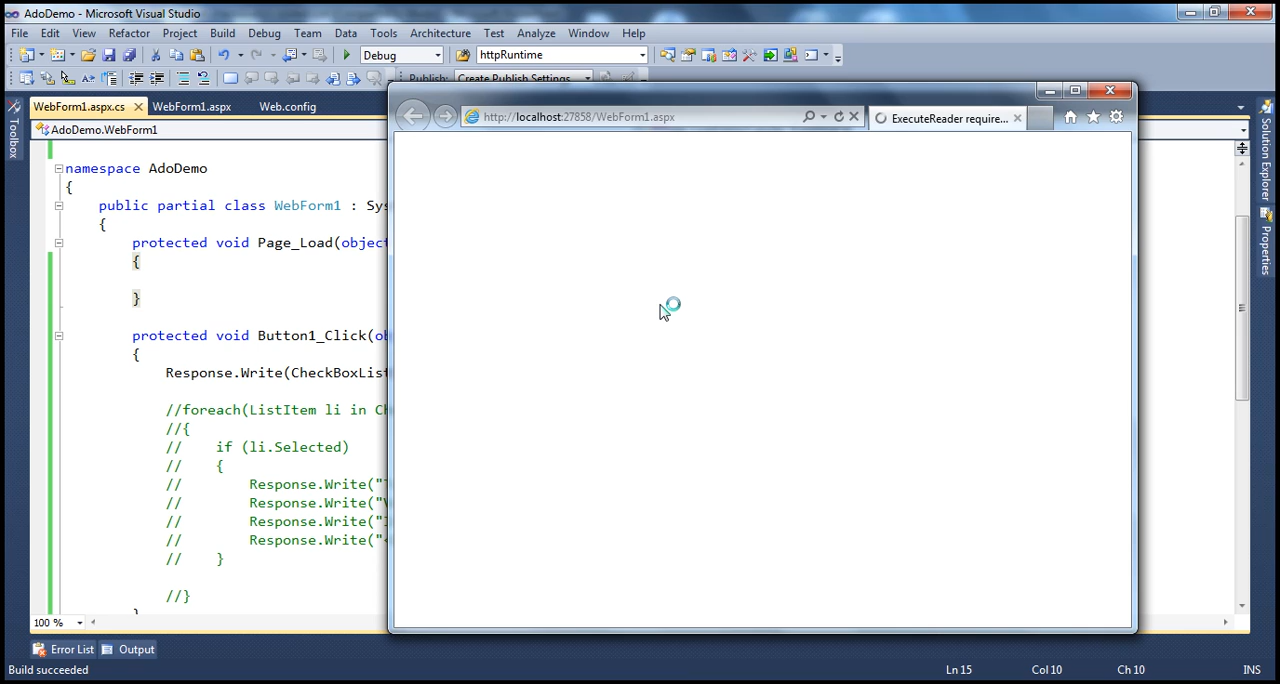 AdoDemo - Microsoft Visual Studio
File Edit View Refactor Project Build Debug Team Data Tools Architecture Test Analyze Window Help
Debug httpRuntime
Publish: Create Publish Settings
WebForm1.aspx.cs WebForm1.aspx Web.config
AdoDemo.WebForm1
Toolbox
namespace AdoDemo
{
public partial class WebForm1 : Sys
{
protected void Page_Load(object
{
}
protected void Button1_Click(ob
{
Response.Write(CheckBoxList
//foreach(ListItem li in Ch
//{
// if (li.Selected)
// {
// Response.Write("T
// Response.Write("V
// Response.Write("I
// Response.Write("<
// }
//}
}
100 %
http://localhost:27858/WebForm1.aspx
ExecuteReader require...
Solution Explorer
Properties
Error List Output
Build succeeded Ln 15 Col 10 Ch 10 INS